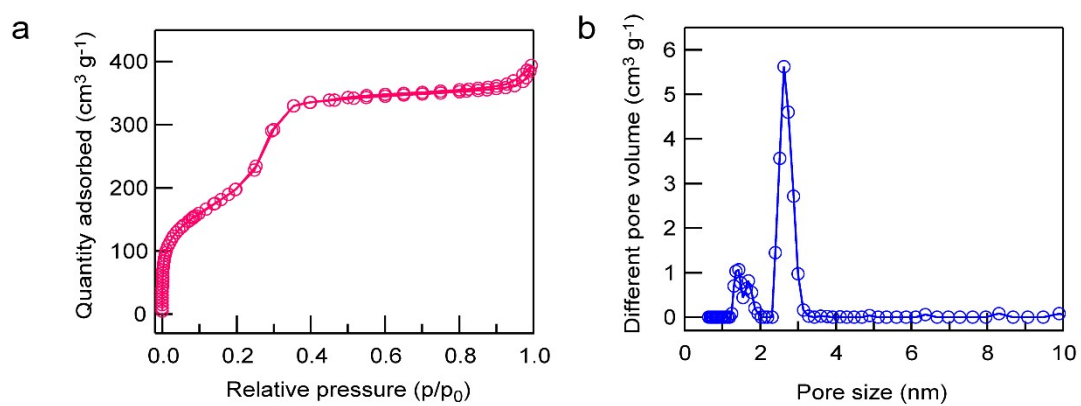 a
Quantity adsorbed (cm³ g⁻¹)
400
300
200
100
0
0.0 0.2 0.4 0.6 0.8 1.0
Relative pressure (p/p₀)
b
Different pore volume (cm³ g⁻¹)
6
5
4
3
2
1
0
0 2 4 6 8 10
Pore size (nm)